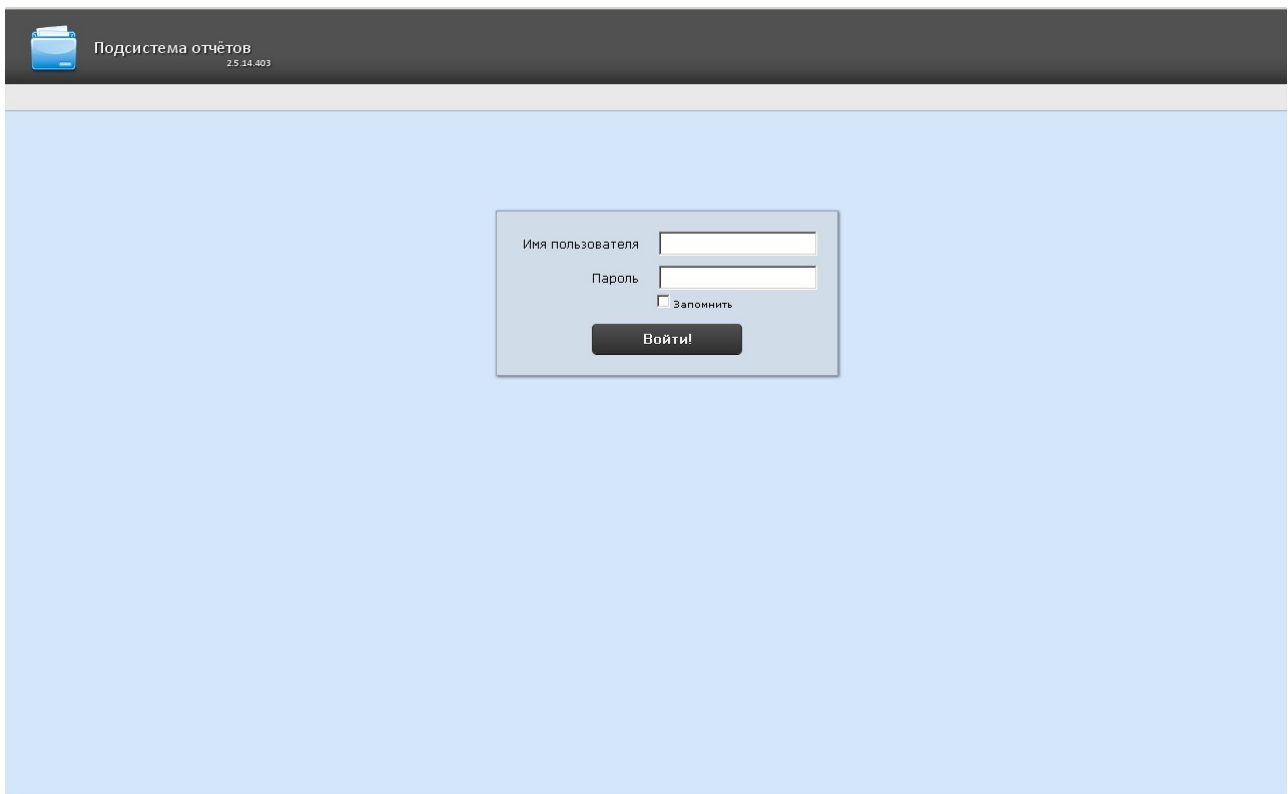 Подсистема отчётов
2.5.14.403
Имя пользователя
Пароль
Запомнить
Войти!